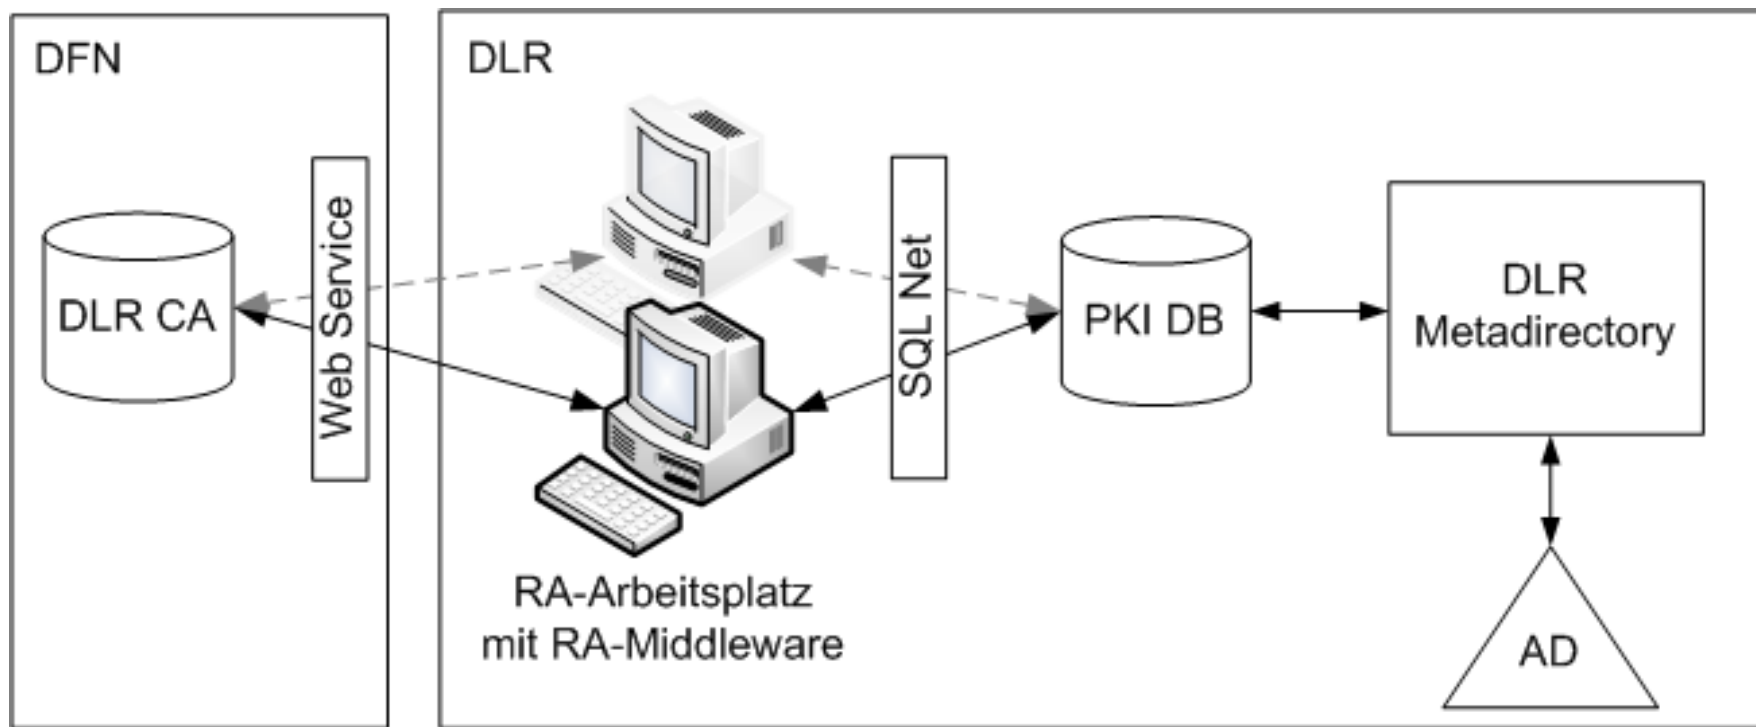 DFN
DLR
DLR CA
Web Service
RA-Arbeitsplatz
mit RA-Middleware
SQL Net
PKI DB
DLR
Metadirectory
AD